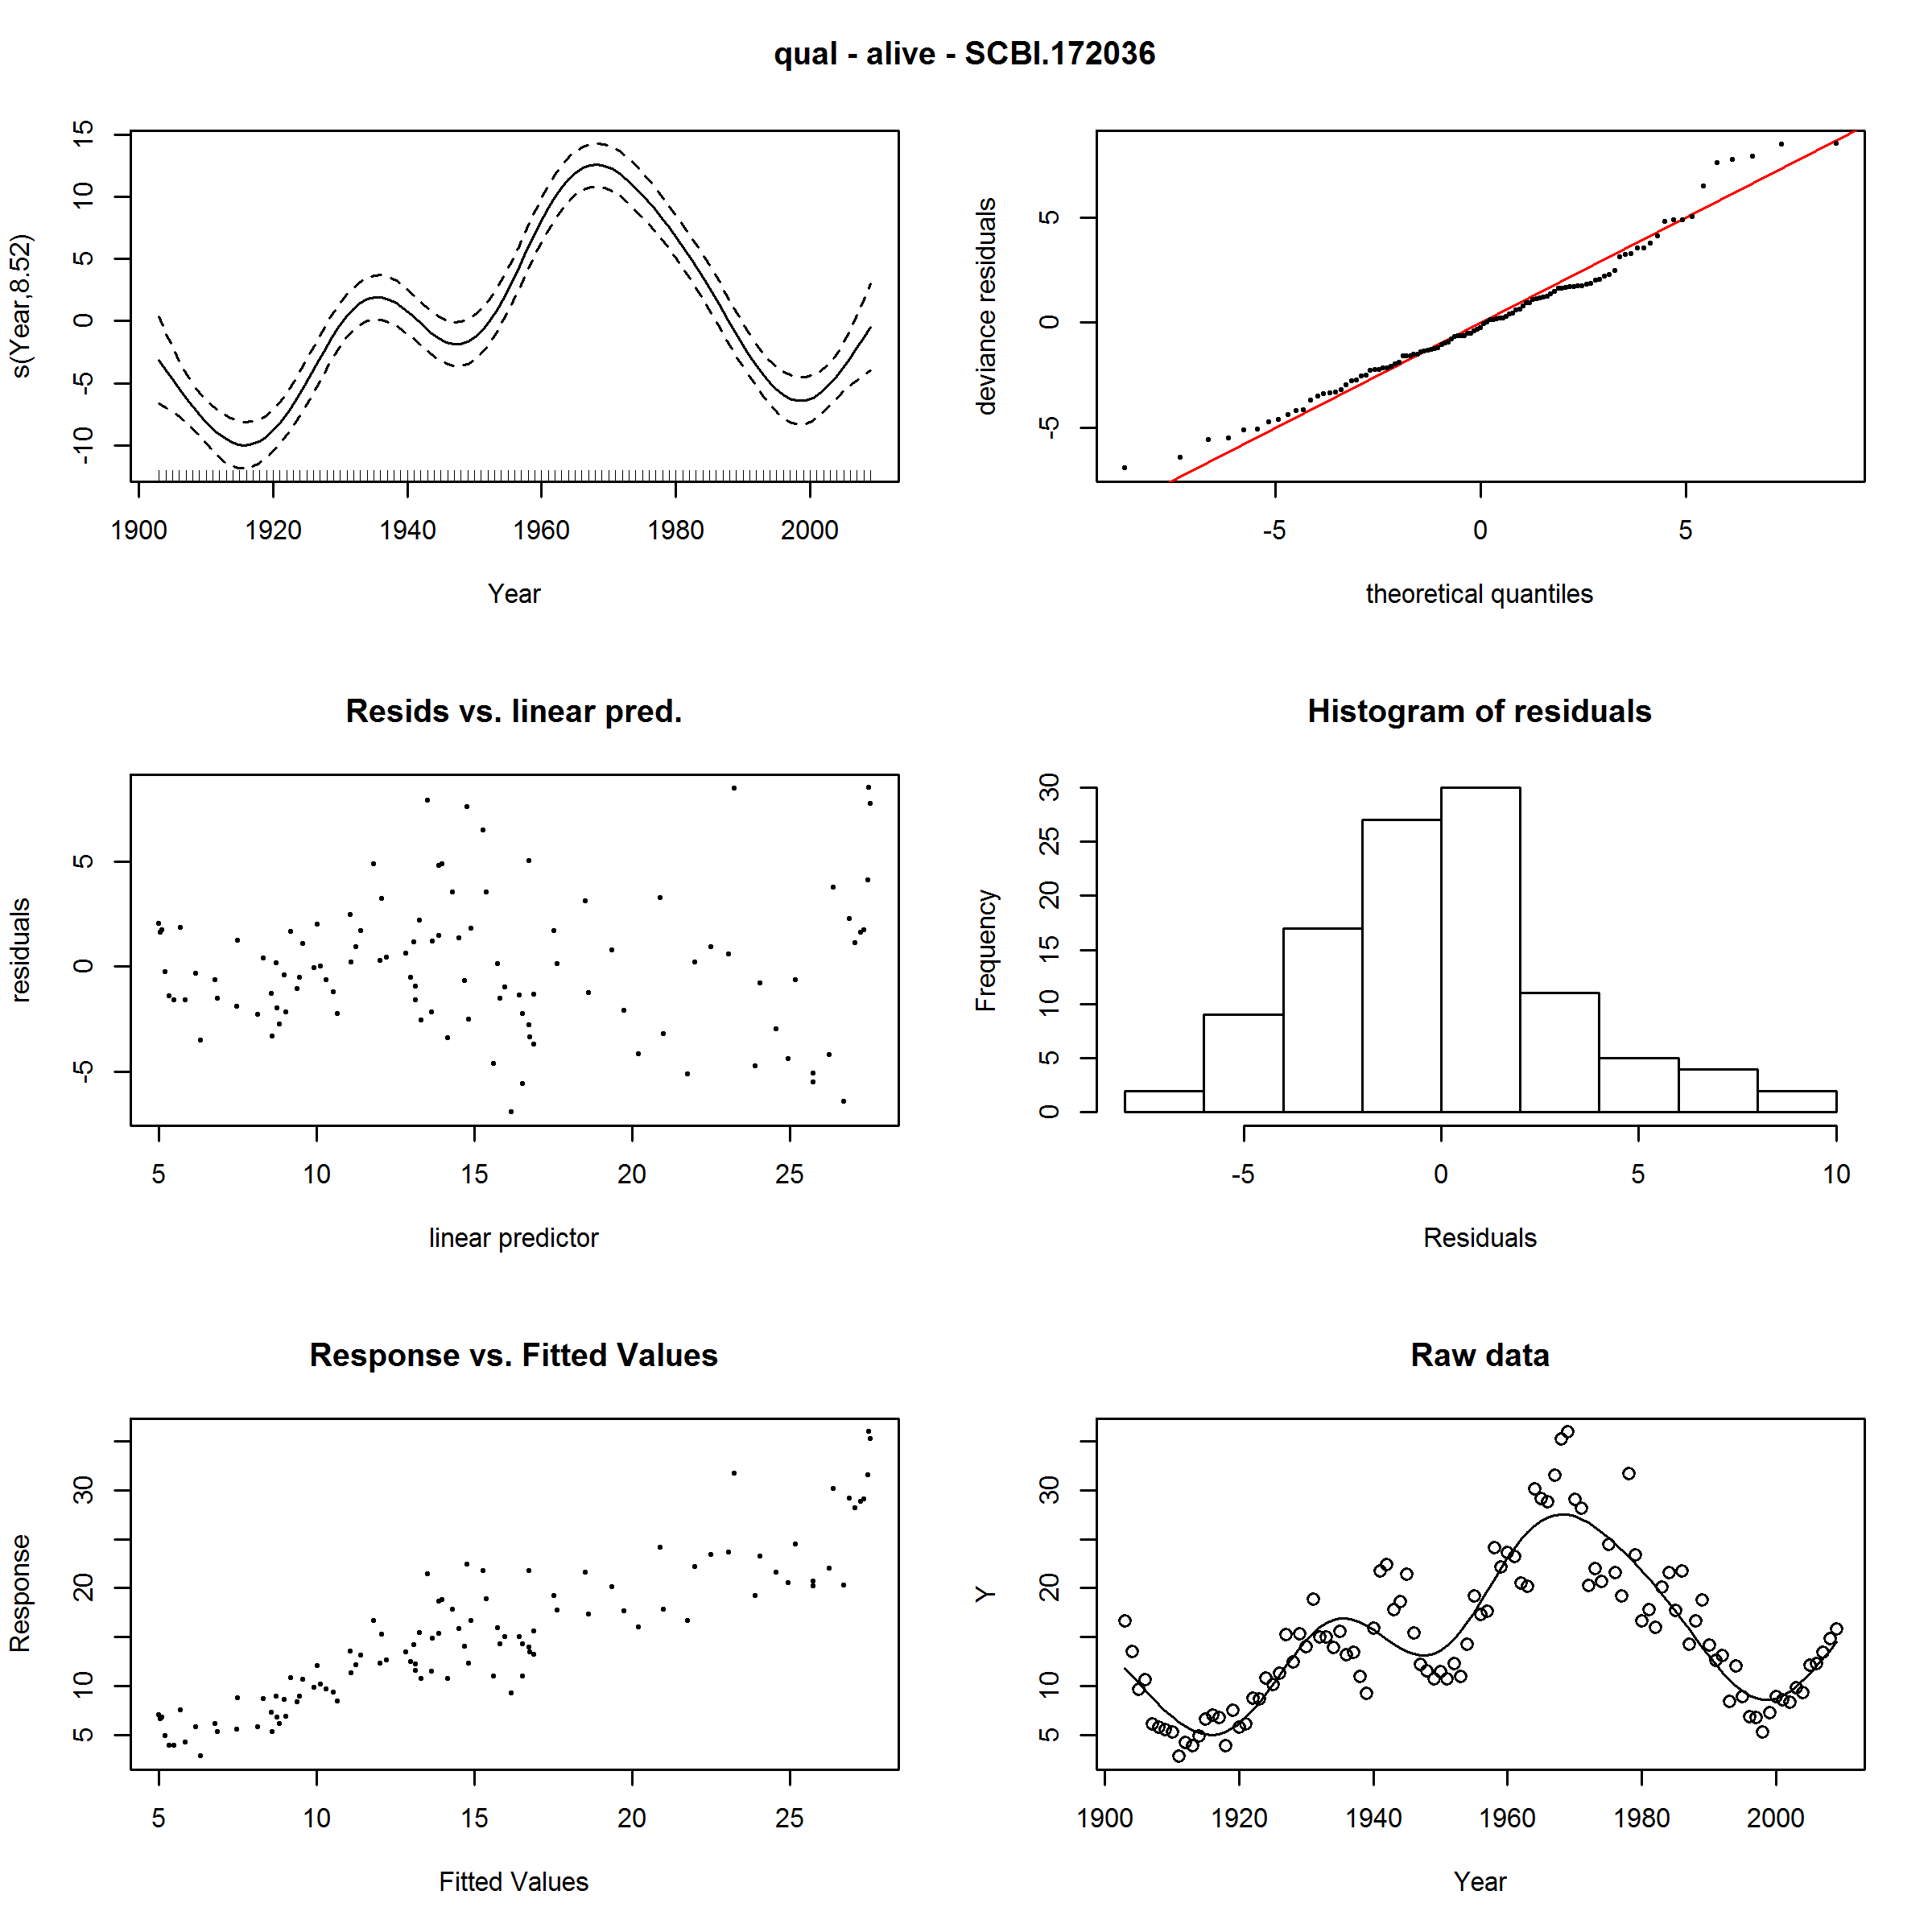 qual - alive - SCBI.172036
s(Year,8.52)
15
10
5
0
-5
-10
1900 1920 1940 1960 1980 2000
Year
deviance residuals
5
0
-5
-5 0 5
theoretical quantiles
Resids vs. linear pred.
residuals
5
0
-5
5 10 15 20 25
linear predictor
Histogram of residuals
Frequency
30
25
20
15
10
5
0
-5 0 5 10
Residuals
Response vs. Fitted Values
Response
30
20
10
5
5 10 15 20 25
Fitted Values
Raw data
Y
30
20
10
5
1900 1920 1940 1960 1980 2000
Year